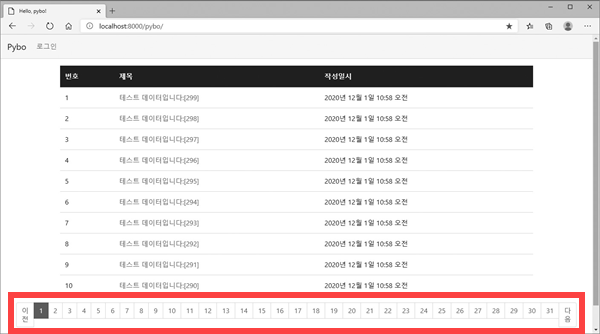 Hello, pybo!
localhost:8000/pybo/
Pybo 로그인
번호 제목 작성일시
1 테스트 데이터입니다:[299] 2020년 12월 1일 10:58 오전
2 테스트 데이터입니다:[298] 2020년 12월 1일 10:58 오전
3 테스트 데이터입니다:[297] 2020년 12월 1일 10:58 오전
4 테스트 데이터입니다:[296] 2020년 12월 1일 10:58 오전
5 테스트 데이터입니다:[295] 2020년 12월 1일 10:58 오전
6 테스트 데이터입니다:[294] 2020년 12월 1일 10:58 오전
7 테스트 데이터입니다:[293] 2020년 12월 1일 10:58 오전
8 테스트 데이터입니다:[292] 2020년 12월 1일 10:58 오전
9 테스트 데이터입니다:[291] 2020년 12월 1일 10:58 오전
10 테스트 데이터입니다:[290] 2020년 12월 1일 10:58 오전
이전 1 2 3 4 5 6 7 8 9 10 11 12 13 14 15 16 17 18 19 20 21 22 23 24 25 26 27 28 29 30 31 다음